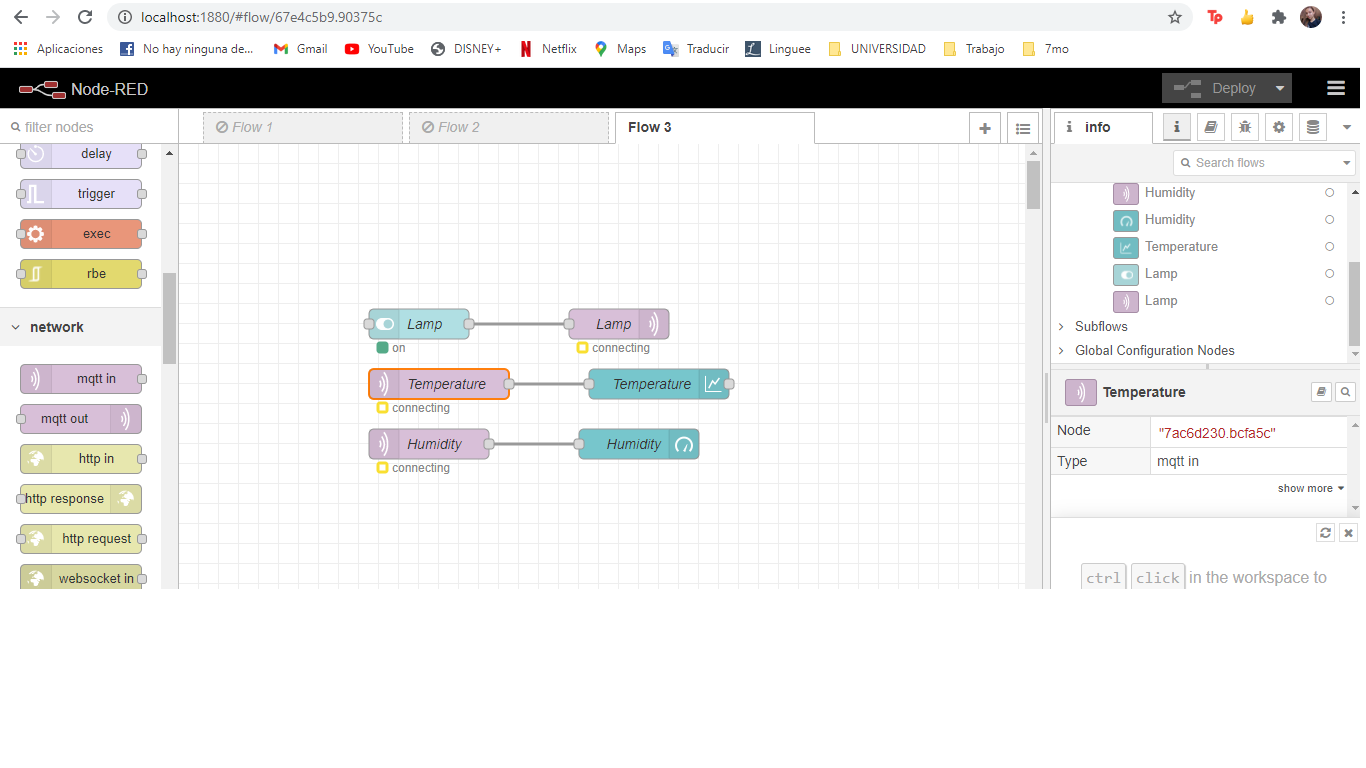 localhost:1880/#flow/67e4c5b9.90375c
Aplicaciones No hay ninguna de... Gmail YouTube DISNEY+ Netflix Maps Traducir Linguee UNIVERSIDAD Trabajo 7mo
Node-RED Deploy
filter nodes Flow 1 Flow 2 Flow 3 i info i
Search flows
delay
trigger
exec
rbe
network
mqtt in
mqtt out
http in
http response
http request
websocket in
Lamp Lamp
on connecting
Temperature Temperature
connecting
Humidity Humidity
connecting
Humidity
Humidity
Temperature
Lamp
Lamp
Subflows
Global Configuration Nodes
Temperature
Node "7ac6d230.bcfa5c"
Type mqtt in
show more
ctrl click in the workspace to